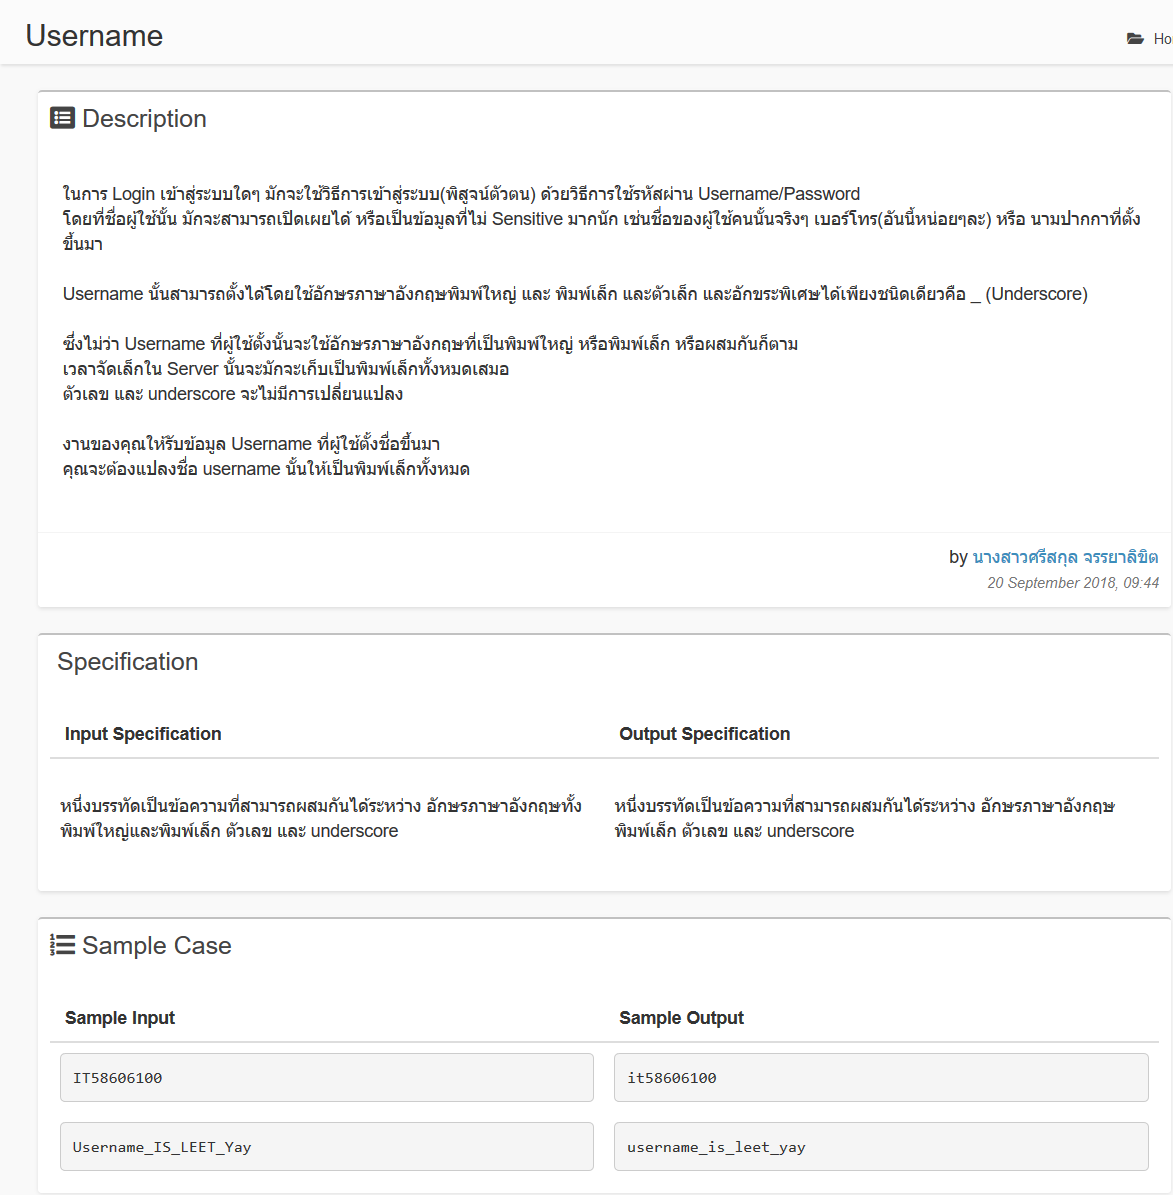 Username
Description
ในการ Login เข้าสู่ระบบใดๆ มักจะใช้วิธีการเข้าสู่ระบบ(พิสูจน์ตัวตน) ด้วยวิธีการใช้รหัสผ่าน Username/Password
โดยที่ชื่อผู้ใช้นั้น มักจะสามารถเปิดเผยได้ หรือเป็นข้อมูลที่ไม่ Sensitive มากนัก เช่นชื่อของผู้ใช้คนนั้นจริงๆ เบอร์โทร(อันนี้หน่อยๆละ) หรือ นามปากกาที่ตั้ง
ขึ้นมา
Username นั้นสามารถตั้งได้โดยใช้อักษรภาษาอังกฤษพิมพ์ใหญ่ และ พิมพ์เล็ก และตัวเล็ก และอักขระพิเศษได้เพียงชนิดเดียวคือ _ (Underscore)
ซึ่งไม่ว่า Username ที่ผู้ใช้ตั้งนั้นจะใช้อักษรภาษาอังกฤษที่เป็นพิมพ์ใหญ่ หรือพิมพ์เล็ก หรือผสมกันก็ตาม
เวลาจัดเล็กใน Server นั้นจะมักจะเก็บเป็นพิมพ์เล็กทั้งหมดเสมอ
ตัวเลข และ underscore จะไม่มีการเปลี่ยนแปลง
งานของคุณให้รับข้อมูล Username ที่ผู้ใช้ตั้งชื่อขึ้นมา
คุณจะต้องแปลงชื่อ username นั้นให้เป็นพิมพ์เล็กทั้งหมด
by นางสาวศรีสกุล จรรยาลิขิต
20 September 2018, 09:44
Specification
Input Specification
Output Specification
หนึ่งบรรทัดเป็นข้อความที่สามารถผสมกันได้ระหว่าง อักษรภาษาอังกฤษทั้ง
พิมพ์ใหญ่และพิมพ์เล็ก ตัวเลข และ underscore
หนึ่งบรรทัดเป็นข้อความที่สามารถผสมกันได้ระหว่าง อักษรภาษาอังกฤษ
พิมพ์เล็ก ตัวเลข และ underscore
Sample Case
Sample Input
Sample Output
IT58606100
it58606100
Username_IS_LEET_Yay
username_is_leet_yay